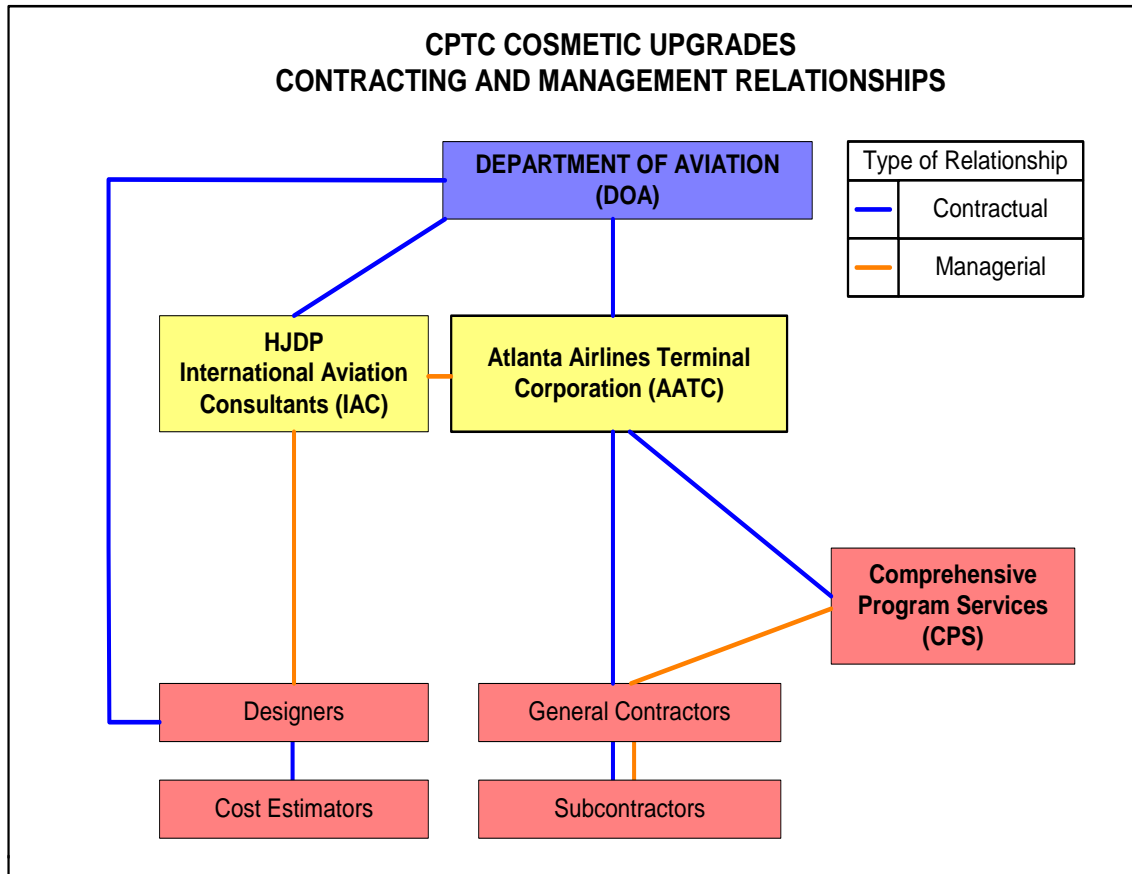 CPTC COSMETIC UPGRADES
CONTRACTING AND MANAGEMENT RELATIONSHIPS
DEPARTMENT OF AVIATION
(DOA)
Type of Relationship
Contractual
Managerial
HJDP
International Aviation
Consultants (IAC)
Atlanta Airlines Terminal
Corporation (AATC)
Comprehensive
Program Services
(CPS)
Designers
General Contractors
Cost Estimators
Subcontractors